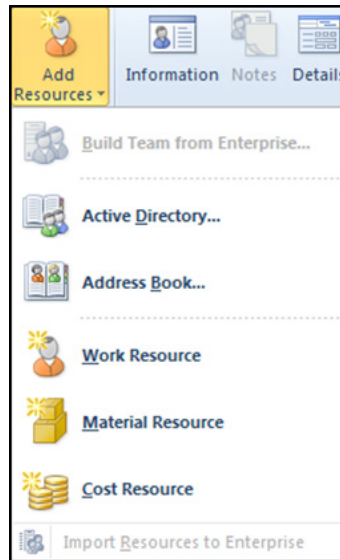 Add
Resources
Information
Notes
Build Team from Enterprise...
Active Directory...
Address Book...
Work Resource
Material Resource
Cost Resource
Import Resources to Enterprise